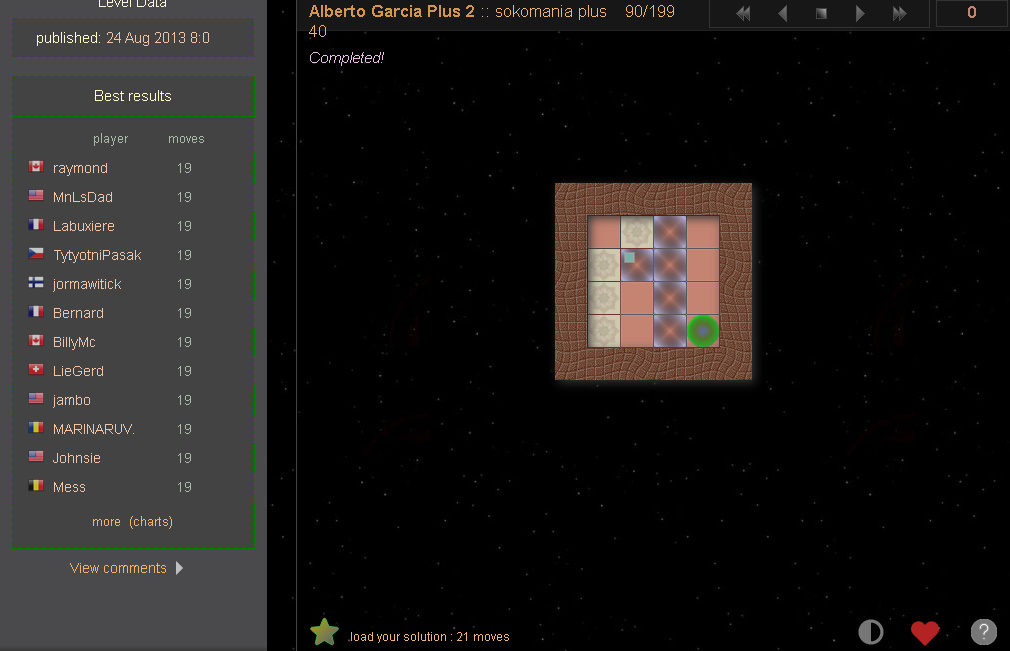 Level Data
published: 24 Aug 2013 8:0
Best results
player moves
raymond 19
MnLsDad 19
Labuxiere 19
TytyotniPasak 19
jormawitick 19
Bernard 19
BillyMc 19
LieGerd 19
jambo 19
MARINARUV. 19
Johnsie 19
Mess 19
more (charts)
View comments
Alberto Garcia Plus 2 :: sokomania plus 90/199
40
Completed!
0
load your solution : 21 moves
?